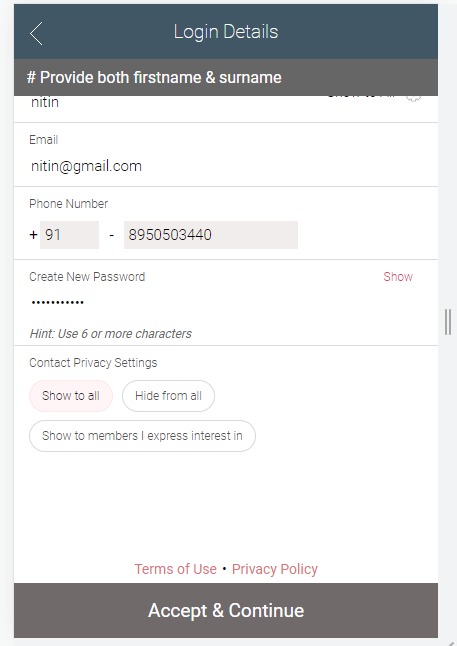 Login Details
# Provide both firstname & surname
nitin
Email
nitin@gmail.com
Phone Number
+ 91 - 8950503440
Create New Password Show
•••••••••••
Hint: Use 6 or more characters
Contact Privacy Settings
Show to all Hide from all
Show to members I express interest in
Terms of Use • Privacy Policy
Accept & Continue